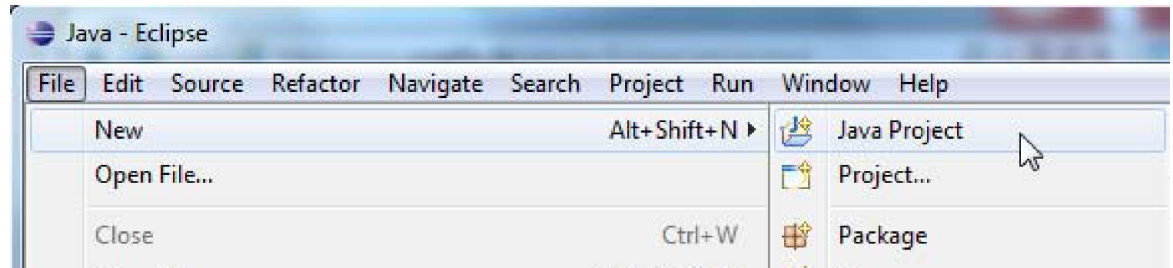 Java - Eclipse
File Edit Source Refactor Navigate Search Project Run Window Help
New Alt+Shift+N Java Project
Open File... Project...
Close Ctrl+W Package